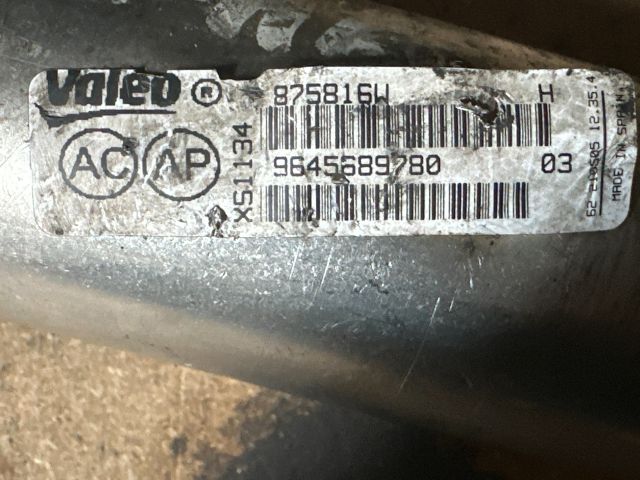 Valeo ®
AC AP
XS1134
875816W H
9645689780 03
MADE IN SPAIN